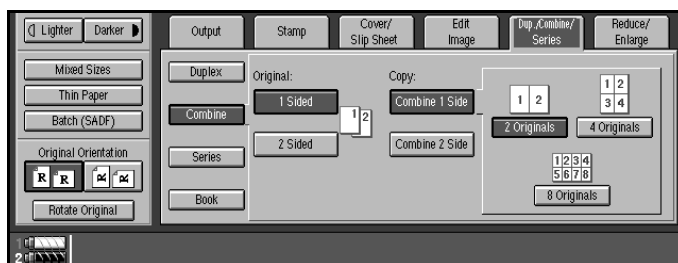 Lighter Darker
Output
Stamp
Cover/
Slip Sheet
Edit
Image
Dup./Combine/
Series
Reduce/
Enlarge
Mixed Sizes
Thin Paper
Batch (SADF)
Original Orientation
R R R R
Rotate Original
Duplex
Combine
Series
Book
Original:
1 Sided
2 Sided
1 2
Copy:
Combine 1 Side
Combine 2 Side
1 2
2 Originals
1 2
3 4
4 Originals
1 2 3 4
5 6 7 8
8 Originals
1
2